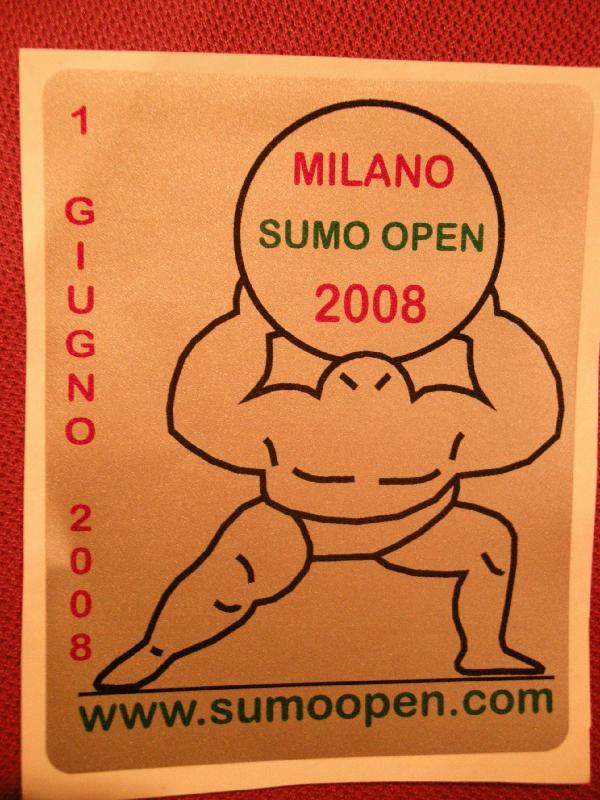 1 GIUGNO 2008
MILANO
SUMO OPEN
2008
www.sumoopen.com